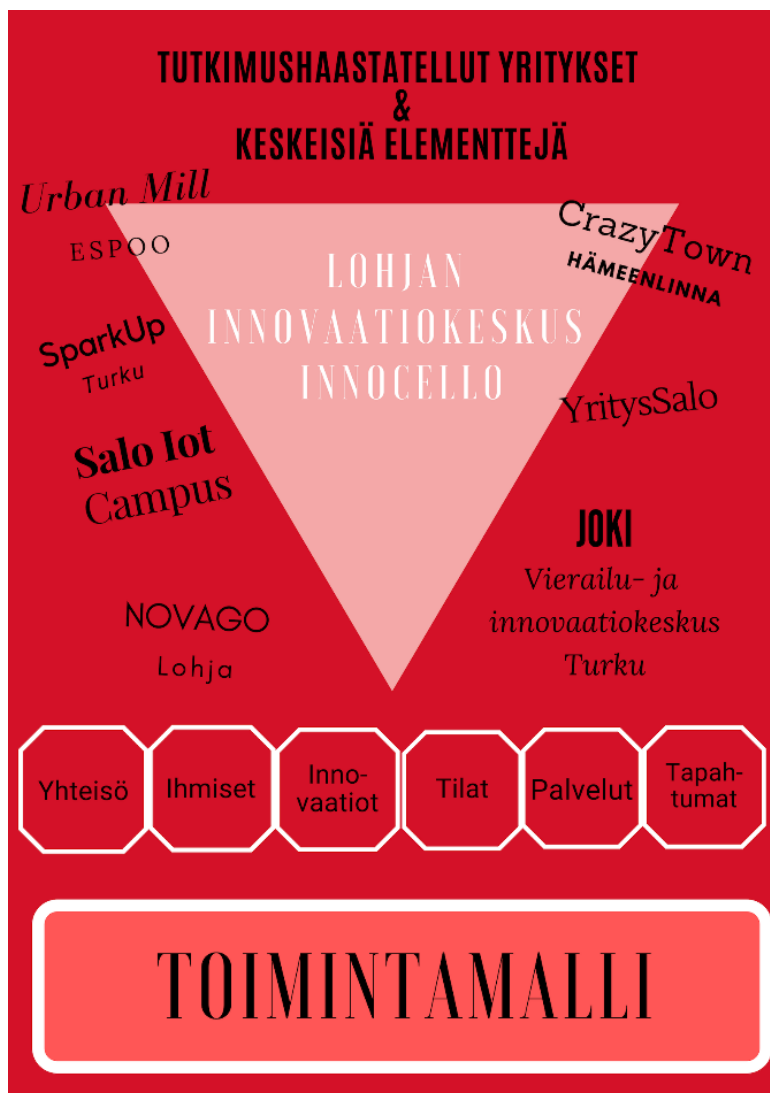 TUTKIMUSHAASTATELLUT YRITYKSET
&
KESKEISIÄ ELEMENTTEJÄ
Urban Mill
ESPOO
CrazyTown
HÄMEENLINNA
LOHJAN
INNOVAATIOKESKUS
INNOCELLO
SparkUp
Turku
YritysSalo
Salo Iot
Campus
JOKI
Vierailu- ja
innovaatiokeskus
Turku
NOVAGO
Lohja
Yhteisö
Ihmiset
Inno-
vaatiot
Tilat
Palvelut
Tapah-
tumat
TOIMINTAMALLI